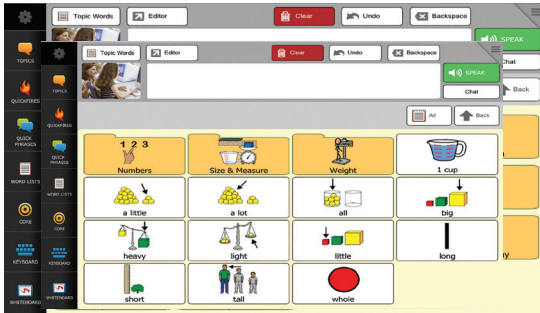 Topic Words Editor Clear Undo Backspace
SPEAK
TOPICS
QUICKFIRES
QUICK
PHRASES
WORD LISTS
CORE
KEYBOARD
WHITEBOARD
Back
Topic Words Editor Clear Undo Backspace
SPEAK
Chat
All Back
TOPICS
QUICKFIRES
QUICK
PHRASES
WORD LISTS
CORE
KEYBOARD
WHITEBOARD
1 2 3
Numbers Size & Measure Weight 1 cup
a little a lot all big
heavy light little long
short tall whole